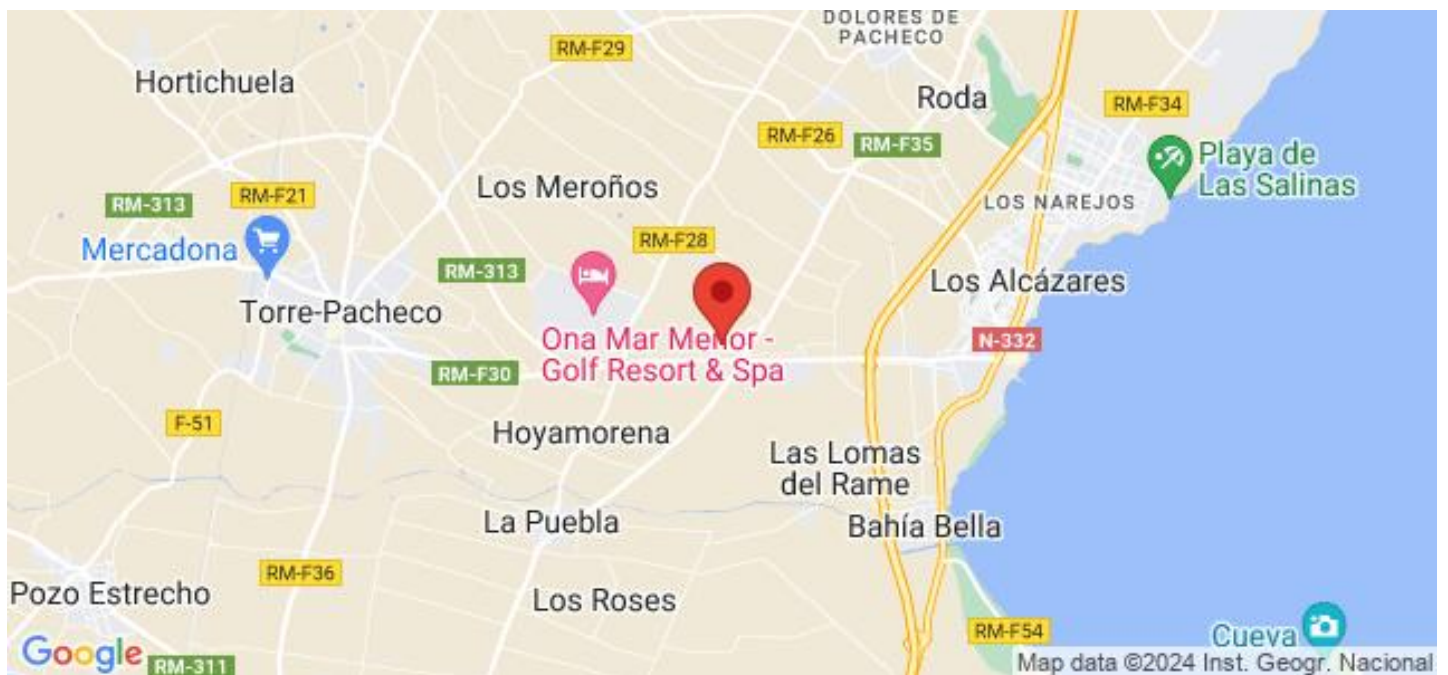 DOLORES DE
PACHECO
RM-F29
Hortichuela
Roda
RM-F34
RM-F26
RM-F35
Playa de
Las Salinas
Los Meroños
RM-F21
RM-313
LOS NAREJOS
Mercadona
RM-F28
RM-313
Los Alcázares
Torre-Pacheco
Ona Mar Menor -
Golf Resort & Spa
N-332
RM-F30
F-51
Hoyamorena
Las Lomas
del Rame
La Puebla
Bahía Bella
RM-F36
Pozo Estrecho
Los Roses
RM-F54
Cueva
Google
RM-311
Map data ©2024 Inst. Geogr. Nacional